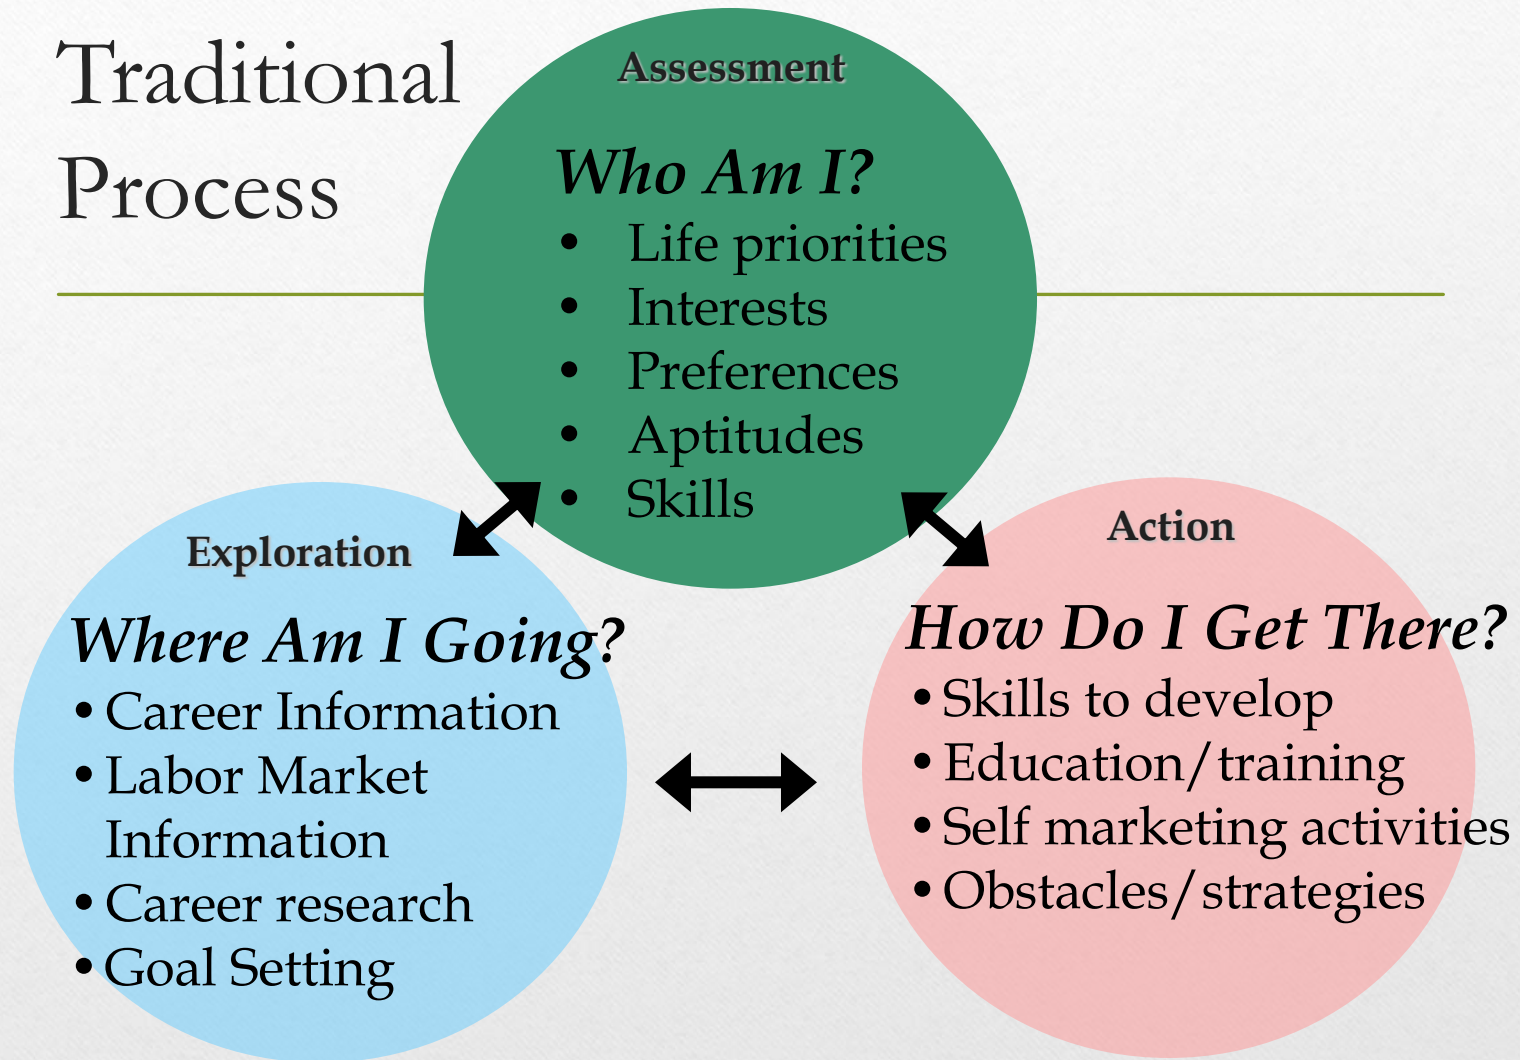 Traditional
Process
Assessment
Who Am I?
• Life priorities
• Interests
• Preferences
• Aptitudes
• Skills
Exploration
Where Am I Going?
• Career Information
• Labor Market
Information
• Career research
• Goal Setting
Action
How Do I Get There?
• Skills to develop
• Education/training
• Self marketing activities
• Obstacles/strategies